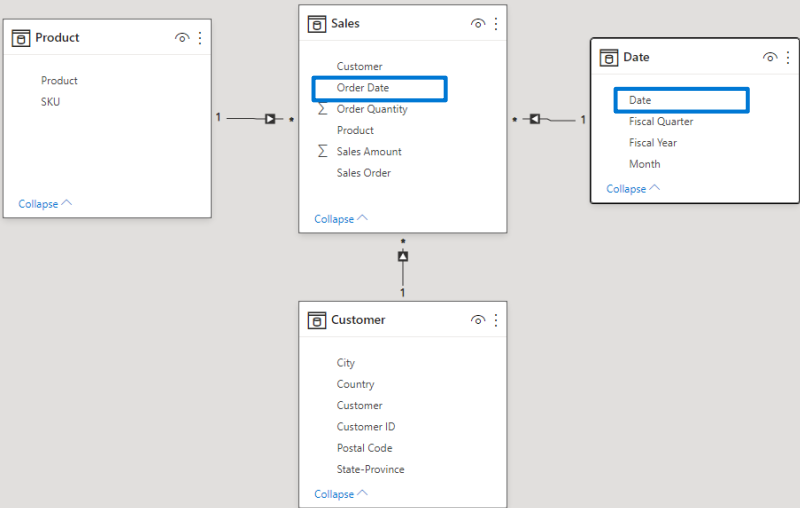 Product
Product
SKU
Collapse
1
*
Sales
Customer
Order Date
Σ Order Quantity
Product
Σ Sales Amount
Sales Order
Collapse
*
1
Date
Date
Fiscal Quarter
Fiscal Year
Month
Collapse
*
1
Customer
City
Country
Customer
Customer ID
Postal Code
State-Province
Collapse